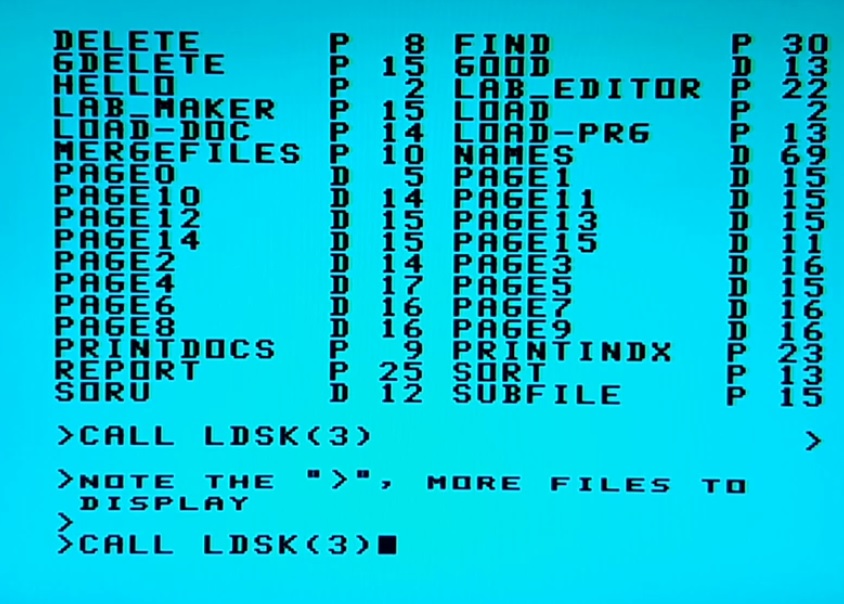 DELETE P 8 FIND P 30
GDELETE P 15 GOOD D 13
HELLO P 2 LAB_EDITOR P 22
LAB_MAKER P 15 LOAD P 2
LOAD-DOC P 14 LOAD-PRG P 13
MERGEFILES P 10 NAMES D 69
PAGE0 D 5 PAGE1 D 15
PAGE10 D 14 PAGE11 D 15
PAGE12 D 15 PAGE13 D 15
PAGE14 D 15 PAGE15 D 11
PAGE2 D 14 PAGE3 D 16
PAGE4 D 17 PAGE5 D 15
PAGE6 D 16 PAGE7 D 16
PAGE8 D 16 PAGE9 D 16
PRINTDOCS P 9 PRINTINDX P 23
REPORT P 25 SORT P 13
SORU D 12 SUBFILE P 15
>CALL LDSK(3) >
>NOTE THE ">", MORE FILES TO
DISPLAY
>
>CALL LDSK(3)